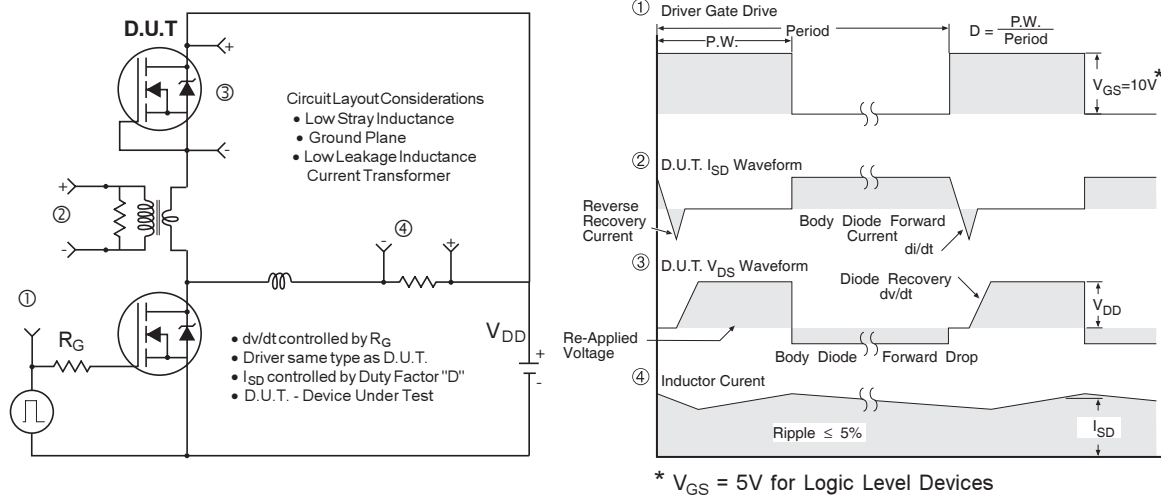 D.U.T
+
③
-
Circuit Layout Considerations
• Low Stray Inductance
• Ground Plane
• Low Leakage Inductance
Current Transformer
+
②
-
④
- +
①
R_G
• dv/dt controlled by R_G
• Driver same type as D.U.T.
• I_SD controlled by Duty Factor "D"
• D.U.T. - Device Under Test
V_DD
+
-
① Driver Gate Drive
P.W.
Period
D = P.W. / Period
V_GS=10V *
② D.U.T. I_SD Waveform
Reverse
Recovery
Current
Body Diode Forward
Current
di/dt
③ D.U.T. V_DS Waveform
Diode Recovery
dv/dt
V_DD
Re-Applied
Voltage
Body Diode Forward Drop
④ Inductor Curent
Ripple ≤ 5%
I_SD
* V_GS = 5V for Logic Level Devices